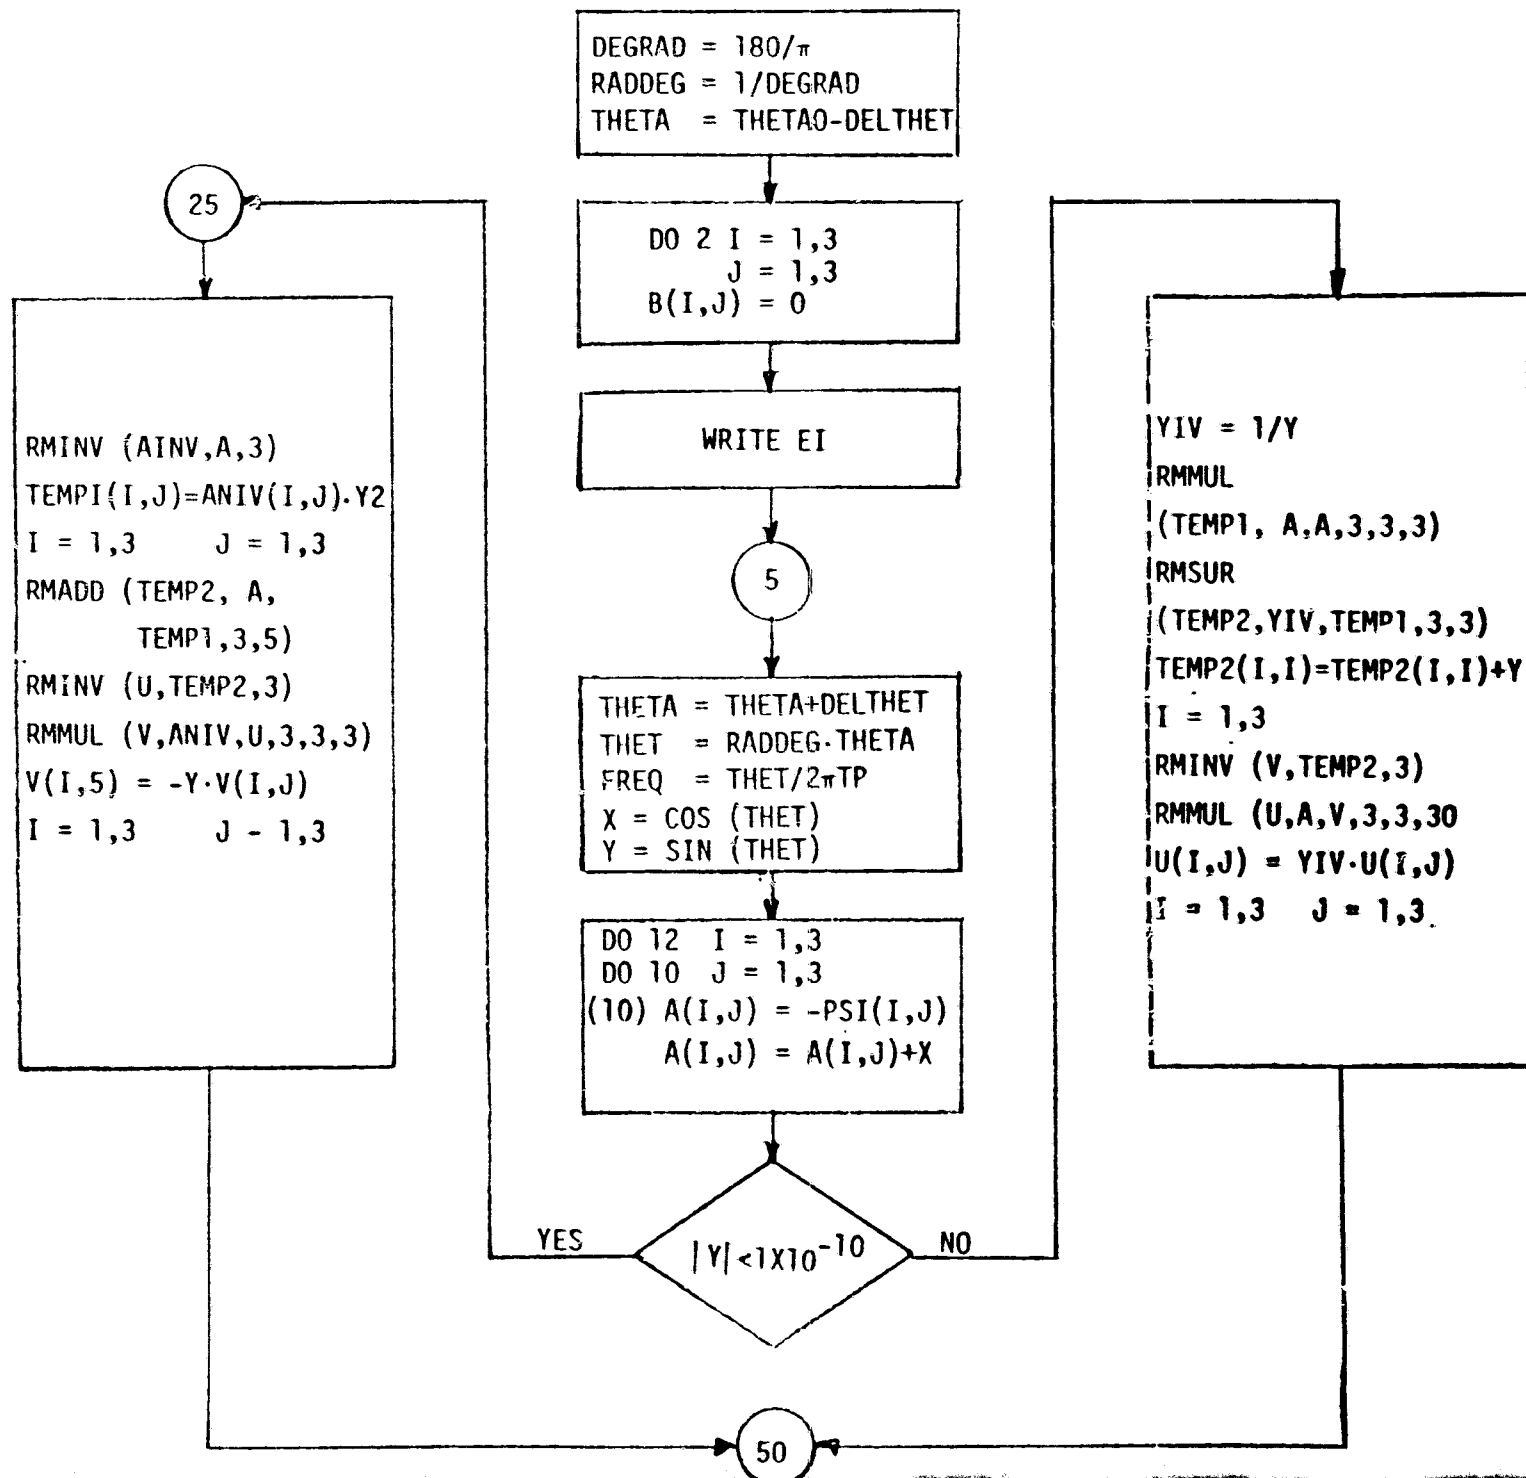 DEGRAD = 180/π
RADDEG = 1/DEGRAD
THETA = THETAO-DELTHET
25
DO 2 I = 1,3
J = 1,3
B(I,J) = 0
WRITE EI
5
THETA = THETA+DELTHET
THET = RADDEG·THETA
FREQ = THET/2πTP
X = COS (THET)
Y = SIN (THET)
DO 12 I = 1,3
DO 10 J = 1,3
(10) A(I,J) = -PSI(I,J)
A(I,J) = A(I,J)+X
|Y|<1X10⁻¹⁰
YES
NO
RMINV (AINV,A,3)
TEMPI(I,J)=ANIV(I,J)·Y2
I = 1,3 J = 1,3
RMADD (TEMP2, A,
TEMP1,3,5)
RMINV (U,TEMP2,3)
RMMUL (V,ANIV,U,3,3,3)
V(I,5) = -Y·V(I,J)
I = 1,3 J - 1,3
YIV = 1/Y
RMMUL
(TEMP1, A,A,3,3,3)
RMSUR
(TEMP2,YIV,TEMP1,3,3)
TEMP2(I,I)=TEMP2(I,I)+Y
I = 1,3
RMINV (V,TEMP2,3)
RMMUL (U,A,V,3,3,30
U(I,J) = YIV·U(I,J)
I = 1,3 J = 1,3
50